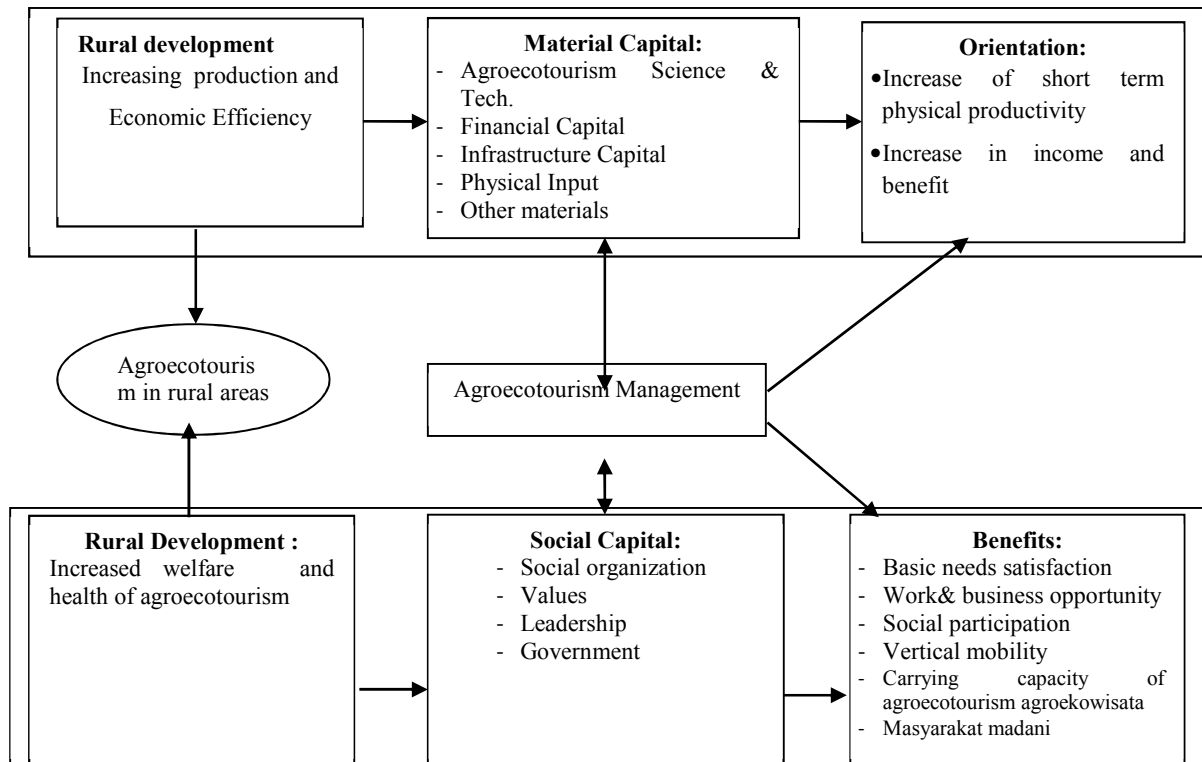 Rural development
Increasing production and
Economic Efficiency
Material Capital:
- Agroecotourism Science &
Tech.
- Financial Capital
- Infrastructure Capital
- Physical Input
- Other materials
Orientation:
•Increase of short term
physical productivity
•Increase in income and
benefit
Agroecotouris
m in rural areas
Agroecotourism Management
Rural Development :
Increased welfare and
health of agroecotourism
Social Capital:
- Social organization
- Values
- Leadership
- Government
Benefits:
- Basic needs satisfaction
- Work& business opportunity
- Social participation
- Vertical mobility
- Carrying capacity of
agroecotourism agroekowisata
- Masyarakat madani